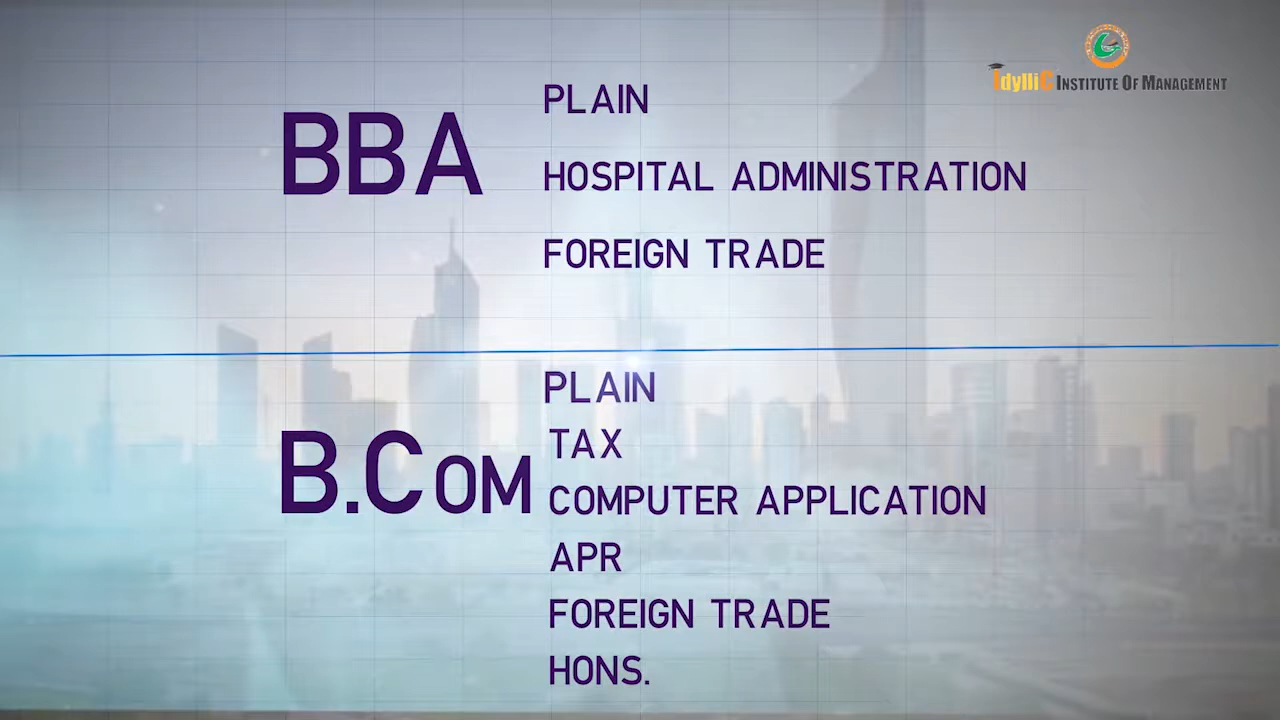 IdylliC INSTITUTE OF MANAGEMENT
BBA
PLAIN
HOSPITAL ADMINISTRATION
FOREIGN TRADE
B.COM
PLAIN
TAX
COMPUTER APPLICATION
APR
FOREIGN TRADE
HONS.